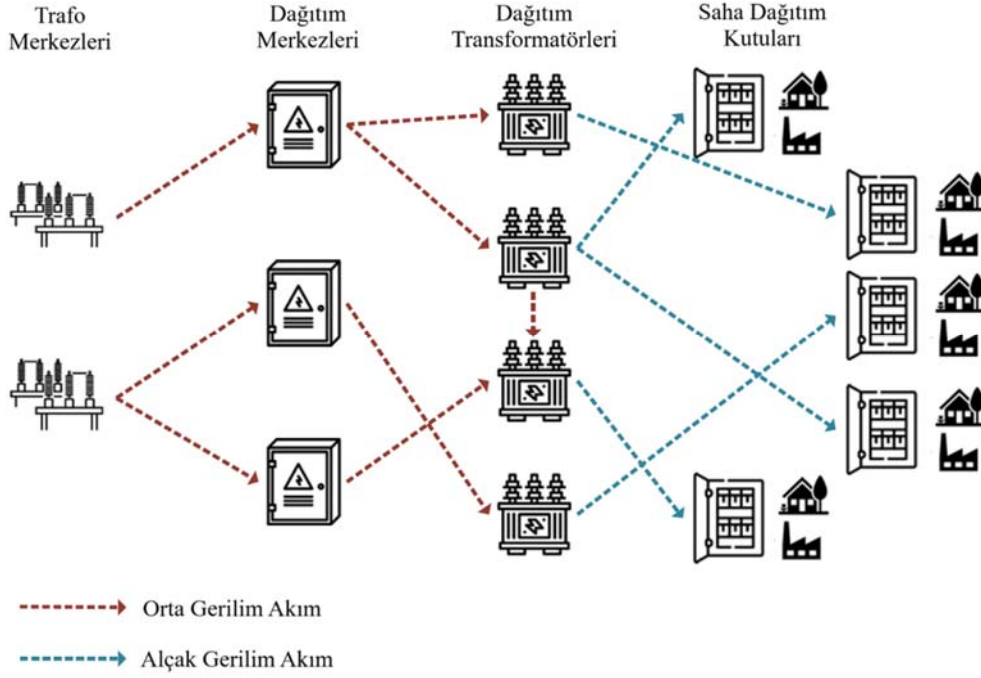 Trafo
Merkezleri
Dağıtım
Merkezleri
Dağıtım
Transformatörleri
Saha Dağıtım
Kutuları
Orta Gerilim Akım
Alçak Gerilim Akım